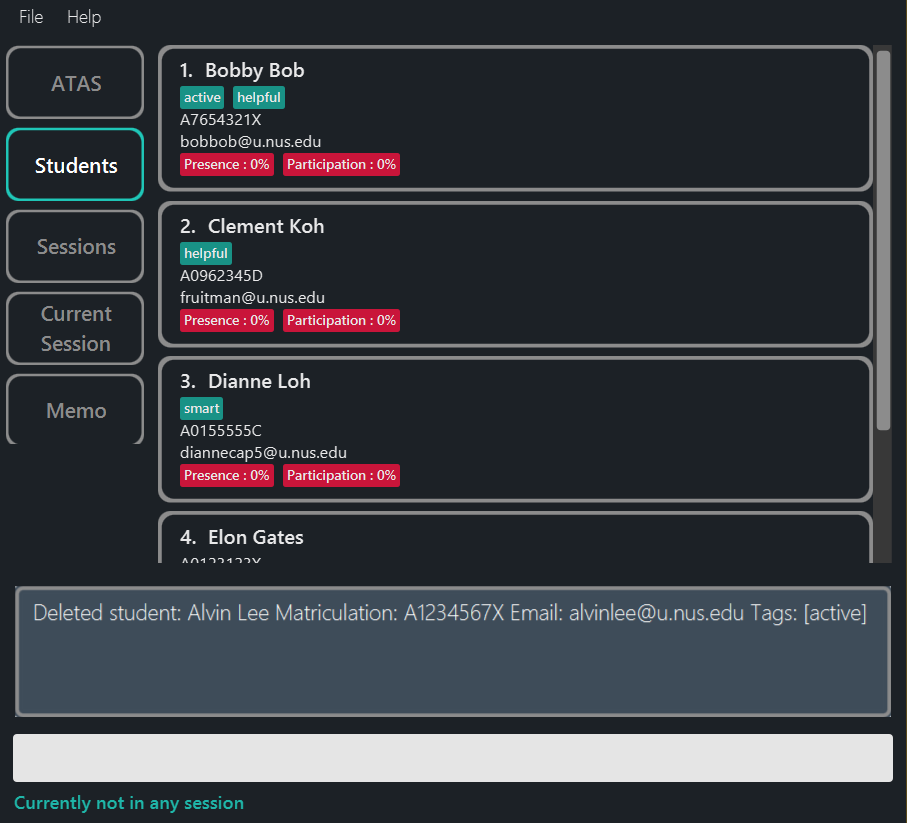 File Help
ATAS
Students
Sessions
Current
Session
Memo
1. Bobby Bob
active helpful
A7654321X
bobbob@u.nus.edu
Presence : 0% Participation : 0%
2. Clement Koh
helpful
A0962345D
fruitman@u.nus.edu
Presence : 0% Participation : 0%
3. Dianne Loh
smart
A0155555C
diannecap5@u.nus.edu
Presence : 0% Participation : 0%
4. Elon Gates
A0123123X
Deleted student: Alvin Lee Matriculation: A1234567X Email: alvinlee@u.nus.edu Tags: [active]
Currently not in any session